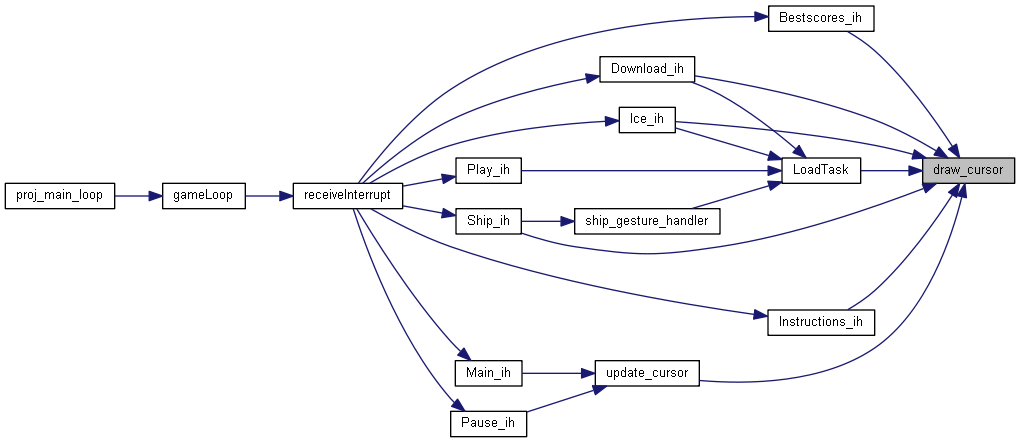 Bestscores_ih
Download_ih
Ice_ih
Play_ih
LoadTask
draw_cursor
proj_main_loop
gameLoop
receiveInterrupt
Ship_ih
ship_gesture_handler
Instructions_ih
Main_ih
update_cursor
Pause_ih